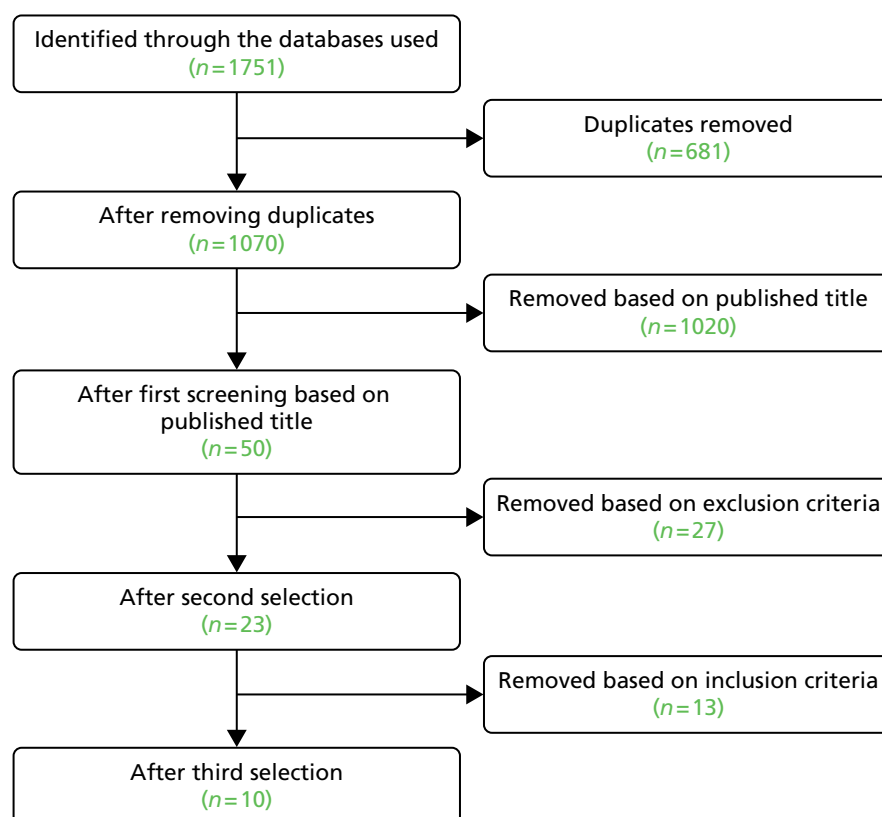 Identified through the databases used
(n=1751)
Duplicates removed
(n=681)
After removing duplicates
(n=1070)
Removed based on published title
(n=1020)
After first screening based on
published title
(n=50)
Removed based on exclusion criteria
(n=27)
After second selection
(n=23)
Removed based on inclusion criteria
(n=13)
After third selection
(n=10)